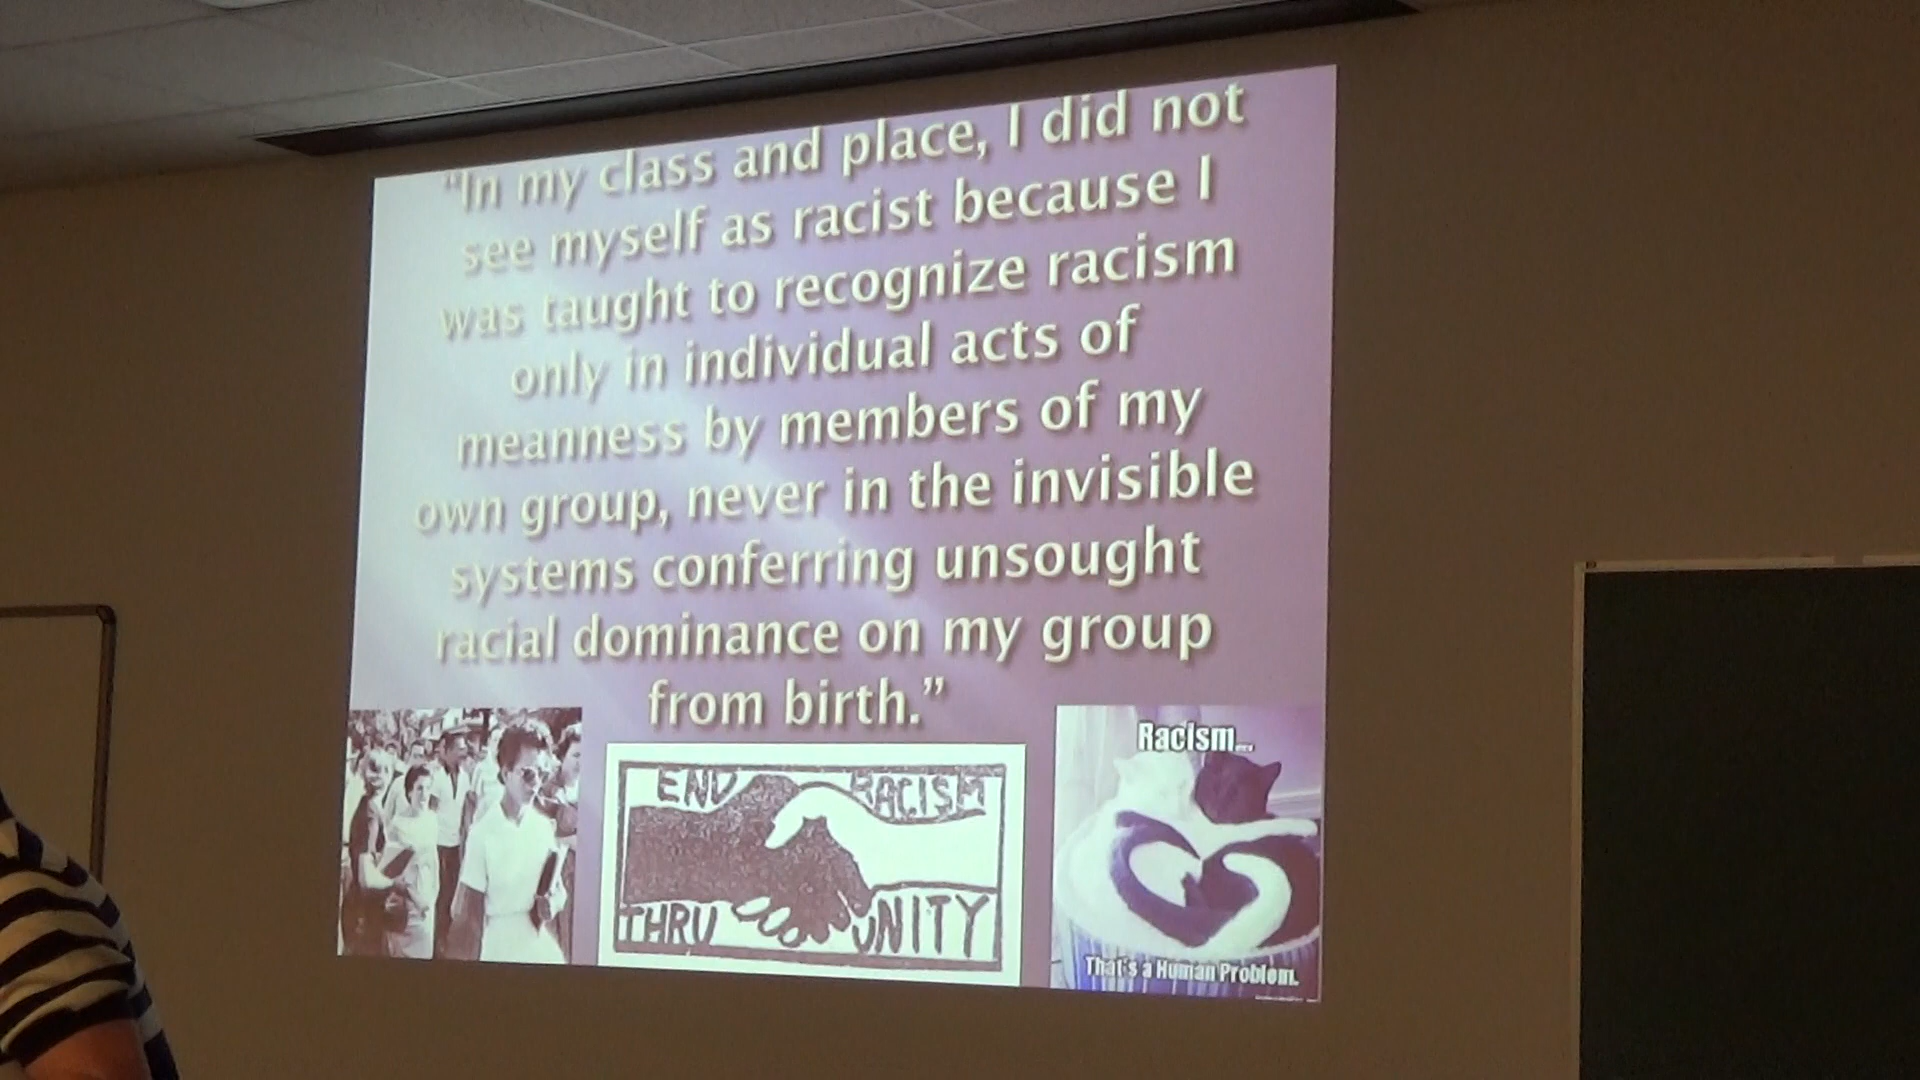 "In my class and place, I did not
see myself as racist because I
was taught to recognize racism
only in individual acts of
meanness by members of my
own group, never in the invisible
systems conferring unsought
racial dominance on my group
from birth."
END RACISM
THRU UNITY
Racism...
That's a Human Problem.